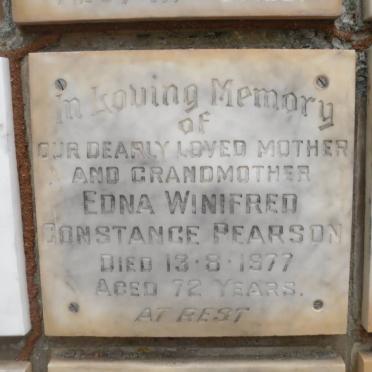 In Loving Memory
of
OUR DEARLY LOVED MOTHER
AND GRANDMOTHER
EDNA WINIFRED
CONSTANCE PEARSON
DIED 13·8·1977
AGED 72 YEARS.
AT REST